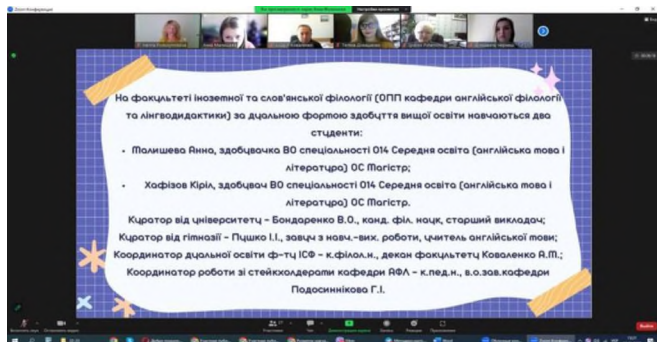 Zoom Конференция
На факультеті іноземної та слов'янської філології (ОПП кафедри англійської філології
та лінгводидактики) за дуальною формою здобуття вищої освіти навчаються два
студенти:
• Малишева Анна, здобувачка ВО спеціальності 014 Середня освіта (англійська мова і
література) ОС Магістр;
• Хафізов Кіріл, здобувач ВО спеціальності 014 Середня освіта (англійська мова і
література) ОС Магістр.
Куратор від університету – Бондаренко В.О., канд. філ. наук, старший викладач;
Куратор від гімназії – Пушко І.І., завуч з навч.-вих. роботи, учитель англійської мови;
Координатор дуальної освіти ф-ту ІСФ – к.філол.н., декан факультету Коваленко А.М.;
Координатор роботи зі стейкхолдерами кафедри АФЛ – к.пед.н., в.о.зав.кафедри
Подосиннікова Г.І.
Выйти